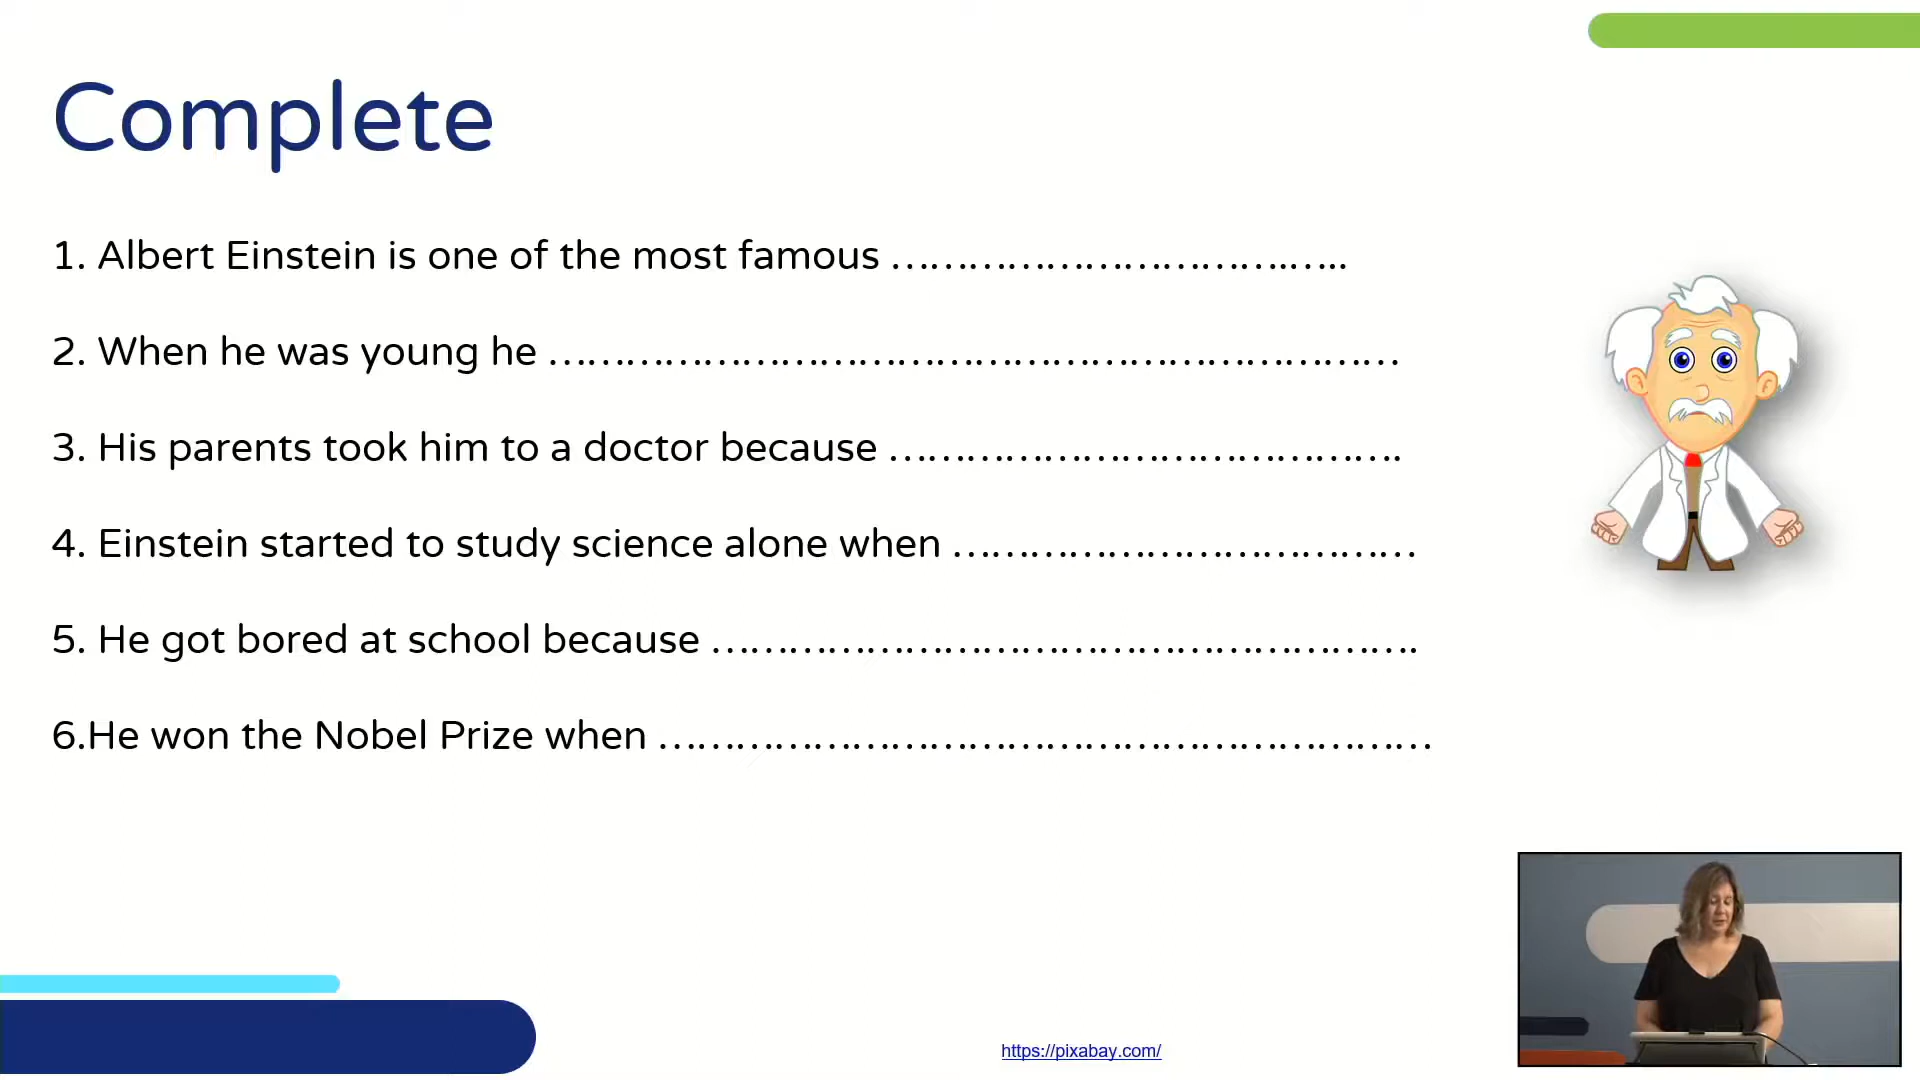 Complete
1. Albert Einstein is one of the most famous ……………………………..…..
2. When he was young he …………………………………………………………
3. His parents took him to a doctor because ………………………………….
4. Einstein started to study science alone when ………………………………
5. He got bored at school because ……………………………………………….
6.He won the Nobel Prize when ……………………………………………………
https://pixabay.com/